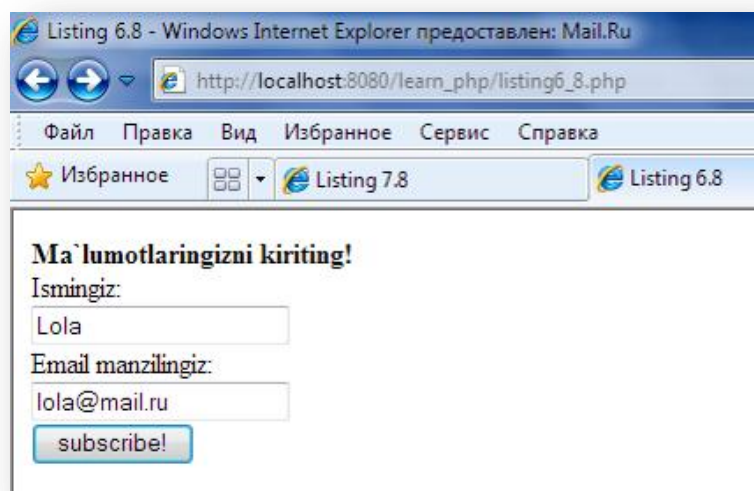 Listing 6.8 - Windows Internet Explorer предоставлен: Mail.Ru
http://localhost:8080/learn_php/listing6_8.php
Файл Правка Вид Избранное Сервис Справка
Избранное Listing 7.8 Listing 6.8
Ma`lumotlaringizni kiriting!
Ismingiz:
Lola
Email manzilingiz:
lola@mail.ru
subscribe!